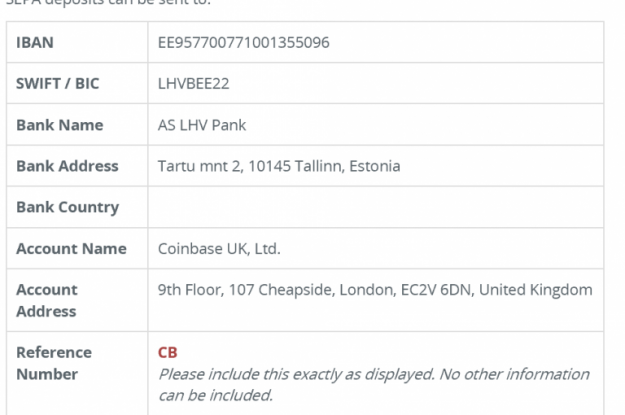 SEPA deposits can be sent to:
IBAN EE957700771001355096
SWIFT / BIC LHVBEE22
Bank Name AS LHV Pank
Bank Address Tartu mnt 2, 10145 Tallinn, Estonia
Bank Country
Account Name Coinbase UK, Ltd.
Account
Address
9th Floor, 107 Cheapside, London, EC2V 6DN, United Kingdom
Reference
Number
CB
Please include this exactly as displayed. No other information
can be included.